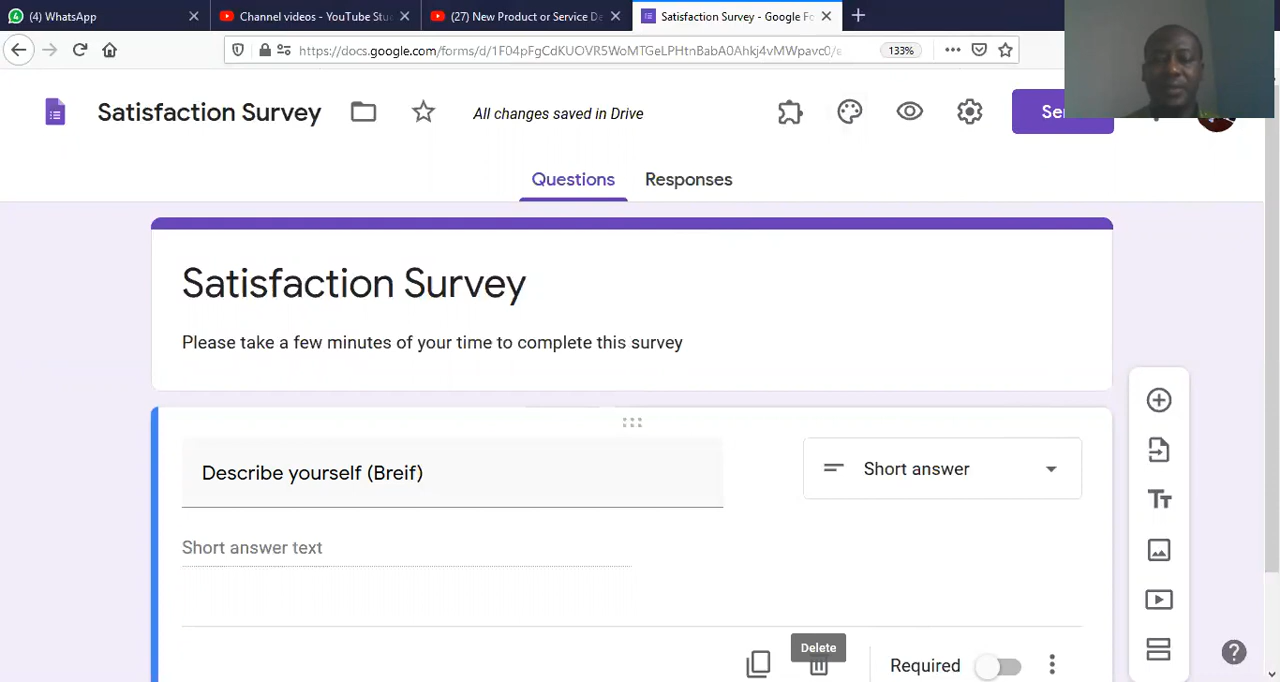 (4) WhatsApp
Channel videos - YouTube Stu
(27) New Product or Service De
Satisfaction Survey - Google Fo
https://docs.google.com/forms/d/1F04pFgCdKUOVR5WoMTGeLPHtnBabA0Ahkj4vMWpavc0/e
133%
Satisfaction Survey
All changes saved in Drive
Se
Questions
Responses
Satisfaction Survey
Please take a few minutes of your time to complete this survey
Describe yourself (Breif)
Short answer
Short answer text
Delete
Required